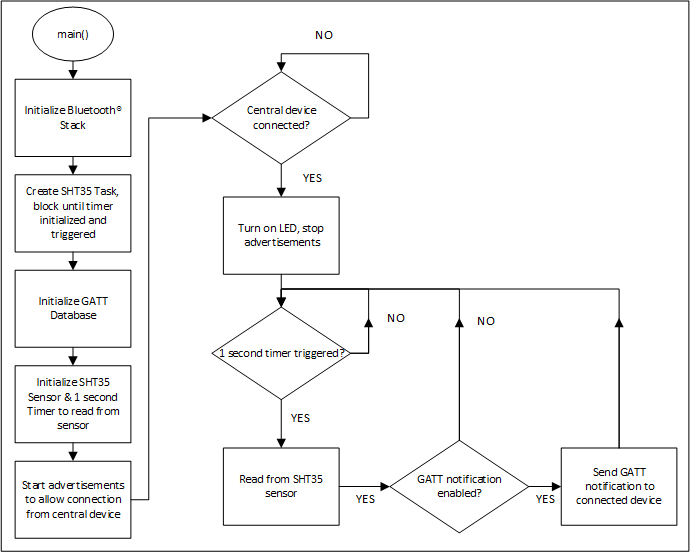 main()
Initialize Bluetooth®
Stack
Create SHT35 Task,
block until timer
initialized and
triggered
Initialize GATT
Database
Initialize SHT35
Sensor & 1 second
Timer to read from
sensor
Start advertisements
to allow connection
from central device
NO
Central device
connected?
YES
Turn on LED, stop
advertisements
1 second timer triggered?
NO
YES
Read from SHT35
sensor
YES
GATT notification
enabled?
NO
YES
Send GATT
notification to
connected device